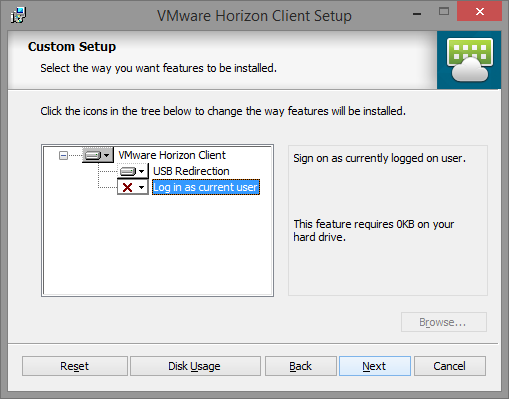 VMware Horizon Client Setup
Custom Setup
Select the way you want features to be installed.
Click the icons in the tree below to change the way features will be installed.
VMware Horizon Client
USB Redirection
Log in as current user
Sign on as currently logged on user.
This feature requires 0KB on your
hard drive.
Browse...
Reset
Disk Usage
Back
Next
Cancel